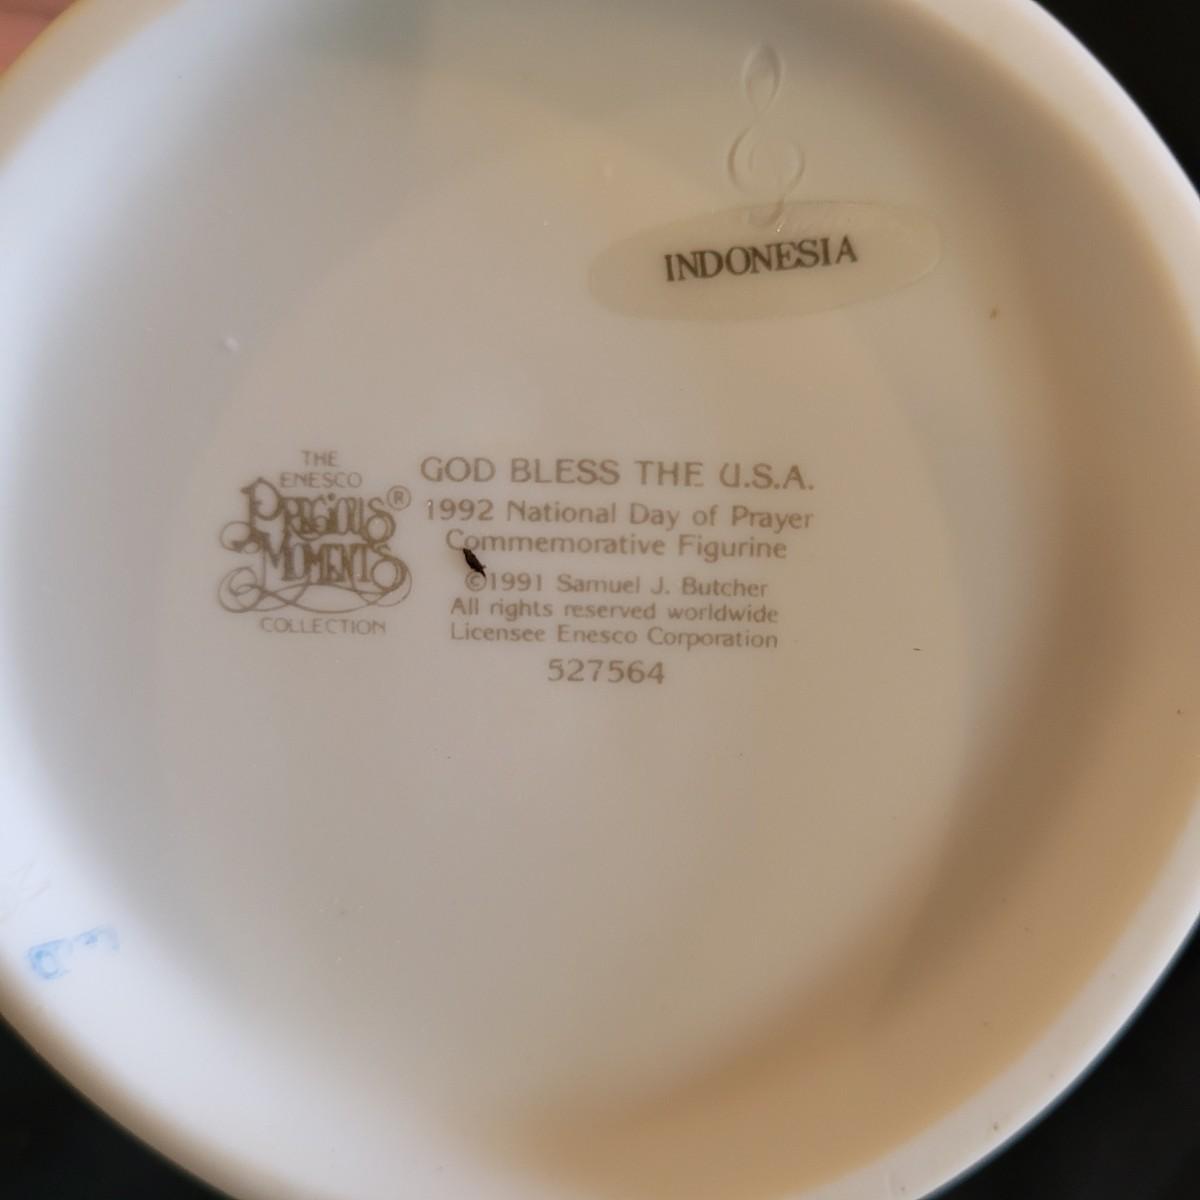 INDONESIA
THE
ENESCO
PRECIOUS®
MOMENTS
COLLECTION
GOD BLESS THE U.S.A.
1992 National Day of Prayer
Commemorative Figurine
©1991 Samuel J. Butcher
All rights reserved worldwide
Licensee Enesco Corporation
527564